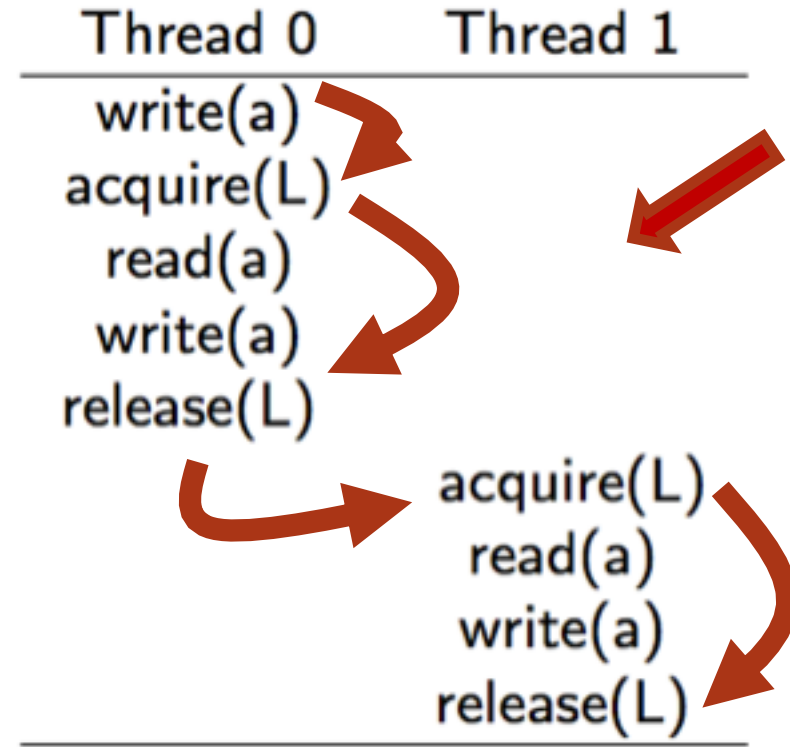 Thread 0 Thread 1
write(a)
acquire(L)
read(a)
write(a)
release(L)
acquire(L)
read(a)
write(a)
release(L)